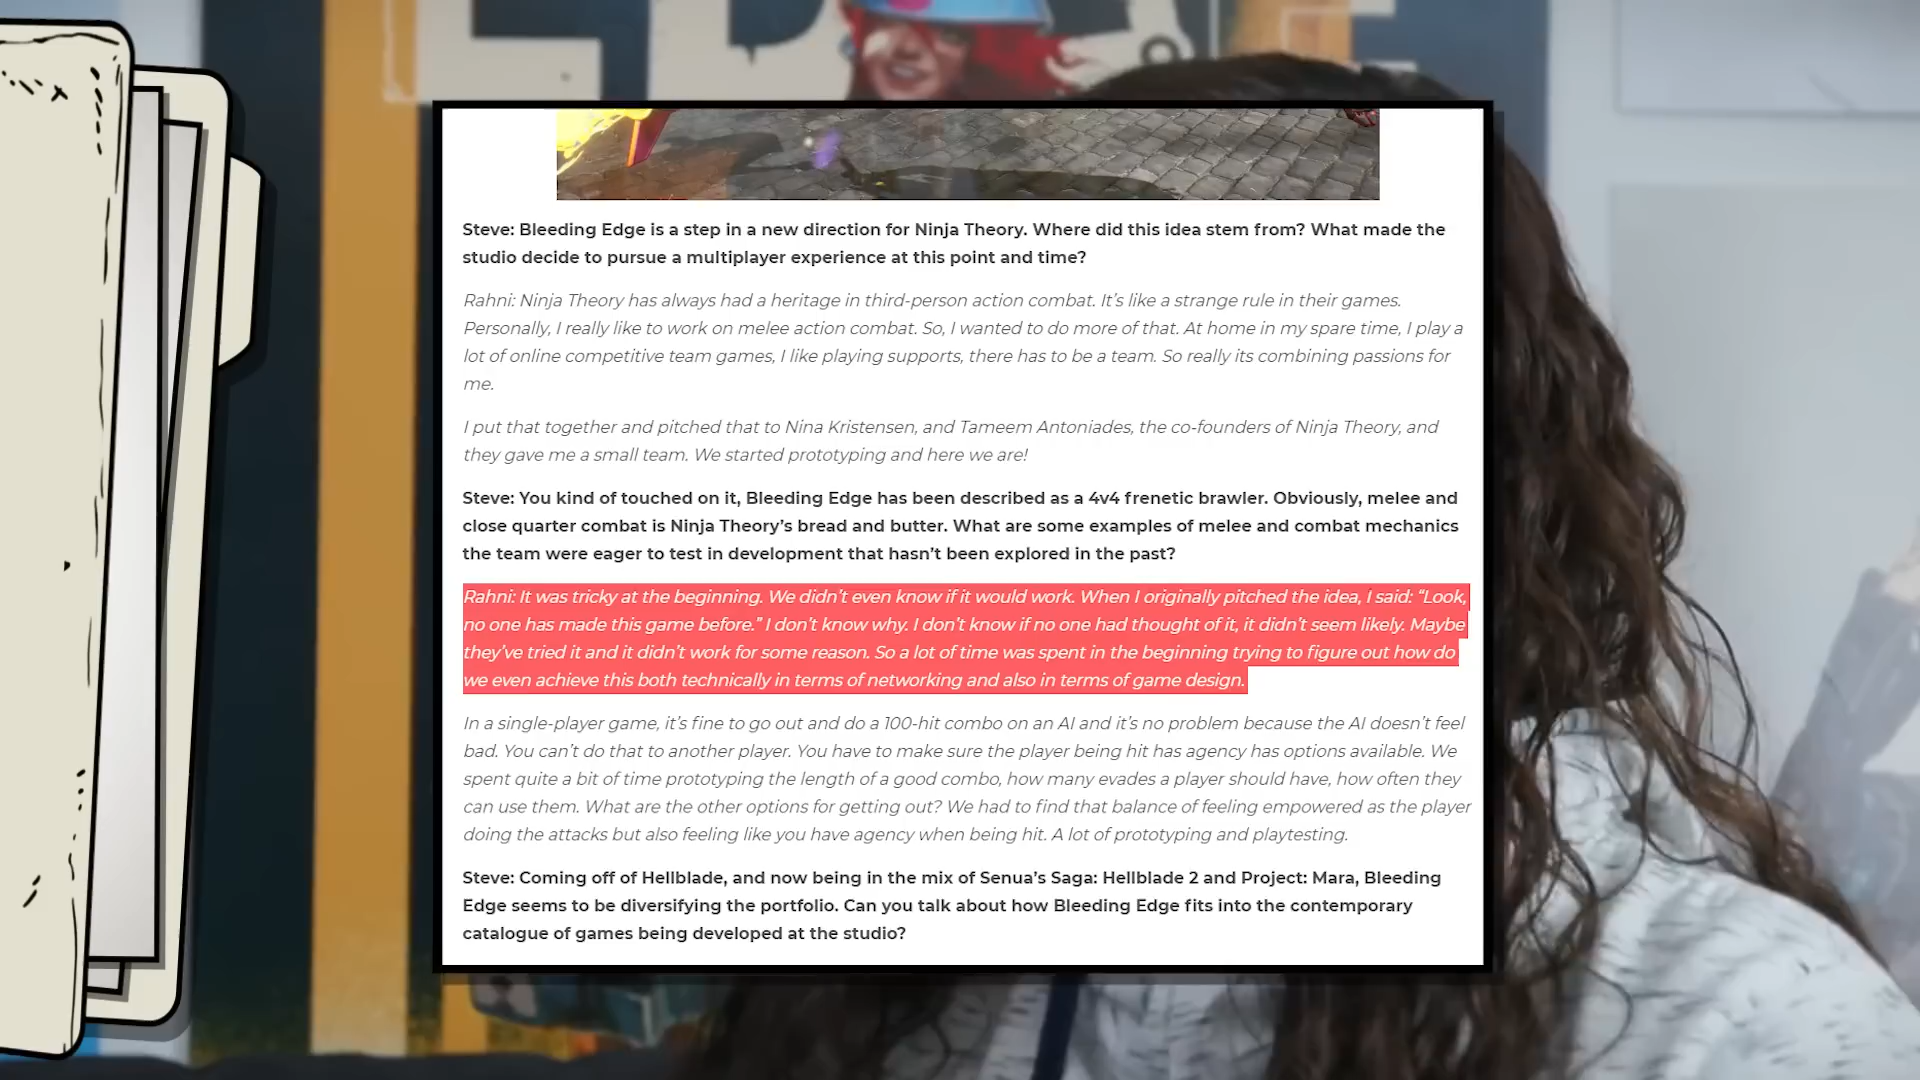 EDGE
Steve: Bleeding Edge is a step in a new direction for Ninja Theory. Where did this idea stem from? What made the
studio decide to pursue a multiplayer experience at this point and time?
Rahni: Ninja Theory has always had a heritage in third-person action combat. It’s like a strange rule in their games.
Personally, I really like to work on melee action combat. So, I wanted to do more of that. At home in my spare time, I play a
lot of online competitive team games, I like playing supports, there has to be a team. So really its combining passions for
me.
I put that together and pitched that to Nina Kristensen, and Tameem Antoniades, the co-founders of Ninja Theory, and
they gave me a small team. We started prototyping and here we are!
Steve: You kind of touched on it, Bleeding Edge has been described as a 4v4 frenetic brawler. Obviously, melee and
close quarter combat is Ninja Theory’s bread and butter. What are some examples of melee and combat mechanics
the team were eager to test in development that hasn’t been explored in the past?
Rahni: It was tricky at the beginning. We didn’t even know if it would work. When I originally pitched the idea, I said: “Look,
no one has made this game before.” I don’t know why. I don’t know if no one had thought of it, it didn’t seem likely. Maybe
they’ve tried it and it didn’t work for some reason. So a lot of time was spent in the beginning trying to figure out how do
we even achieve this both technically in terms of networking and also in terms of game design.
In a single-player game, it’s fine to go out and do a 100-hit combo on an AI and it’s no problem because the AI doesn’t feel
bad. You can’t do that to another player. You have to make sure the player being hit has agency has options available. We
spent quite a bit of time prototyping the length of a good combo, how many evades a player should have, how often they
can use them. What are the other options for getting out? We had to find that balance of feeling empowered as the player
doing the attacks but also feeling like you have agency when being hit. A lot of prototyping and playtesting.
Steve: Coming off of Hellblade, and now being in the mix of Senua’s Saga: Hellblade 2 and Project: Mara, Bleeding
Edge seems to be diversifying the portfolio. Can you talk about how Bleeding Edge fits into the contemporary
catalogue of games being developed at the studio?